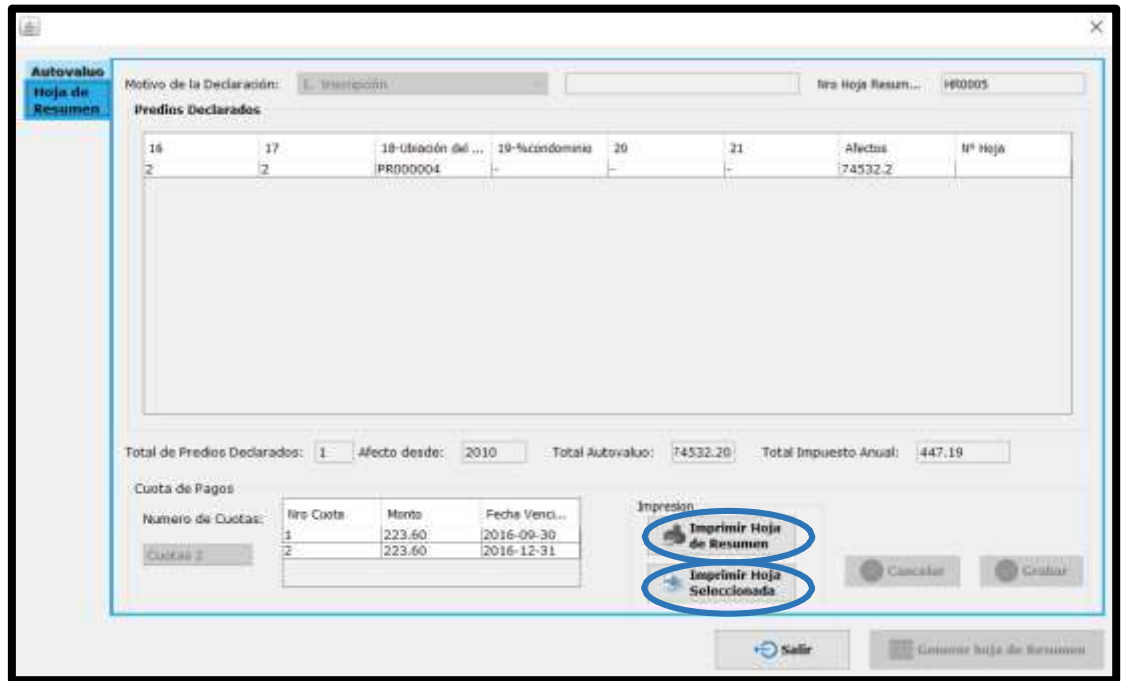 Autovaluo
Hoja de
Resumen
Motivo de la Declaración: 1. Inscripción Nro Hoja Resum... HR0005
Predios Declarados
16 17 18-Ubicación del ... 19-%condominio 20 21 Afectos Nº Hoja
2 2 PR000004 - - - 74532.2
Total de Predios Declarados: 1 Afecto desde: 2010 Total Autovaluo: 74532.20 Total Impuesto Anual: 447.19
Cuota de Pagos
Numero de Cuotas:
Cuotas 2
Nro Cuota Monto Fecha Venci...
1 223.60 2016-09-30
2 223.60 2016-12-31
Impresion
Imprimir Hoja
de Resumen
Imprimir Hoja
Seleccionada
Cancelar Grabar
Salir Generar hoja de Resumen